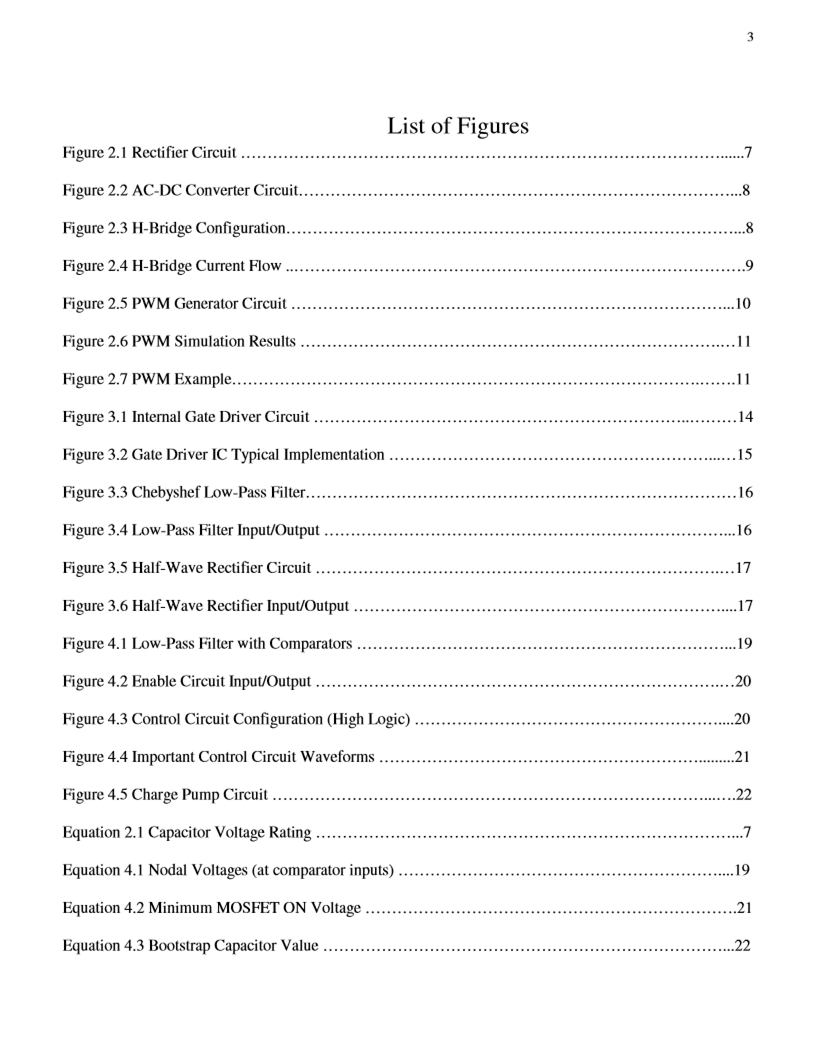 3
List of Figures
Figure 2.1 Rectifier Circuit ……………………………………………………………………………......7
Figure 2.2 AC-DC Converter Circuit………………………………………………………………………...8
Figure 2.3 H-Bridge Configuration…………………………………………………………………………...8
Figure 2.4 H-Bridge Current Flow ..………………………………………………………………………….9
Figure 2.5 PWM Generator Circuit ………………………………………………………………………...10
Figure 2.6 PWM Simulation Results …………………………………………………………………….…11
Figure 2.7 PWM Example…………………………………………………………………………….…….11
Figure 3.1 Internal Gate Driver Circuit ……………………………………………………………..………14
Figure 3.2 Gate Driver IC Typical Implementation ……………………………………………………...…15
Figure 3.3 Chebyshef Low-Pass Filter………………………………………………………………………16
Figure 3.4 Low-Pass Filter Input/Output …………………………………………………………………...16
Figure 3.5 Half-Wave Rectifier Circuit ………………………………………………………………….…17
Figure 3.6 Half-Wave Rectifier Input/Output ……………………………………………………………....17
Figure 4.1 Low-Pass Filter with Comparators ……………………………………………………………...19
Figure 4.2 Enable Circuit Input/Output ………………………………………………………………….…20
Figure 4.3 Control Circuit Configuration (High Logic) …………………………………………………....20
Figure 4.4 Important Control Circuit Waveforms …………………………………………………….........21
Figure 4.5 Charge Pump Circuit ………………………………………………………………………...….22
Equation 2.1 Capacitor Voltage Rating ……………………………………………………………………...7
Equation 4.1 Nodal Voltages (at comparator inputs) ……………………………………………………....19
Equation 4.2 Minimum MOSFET ON Voltage …………………………………………………………….21
Equation 4.3 Bootstrap Capacitor Value …………………………………………………………………...22